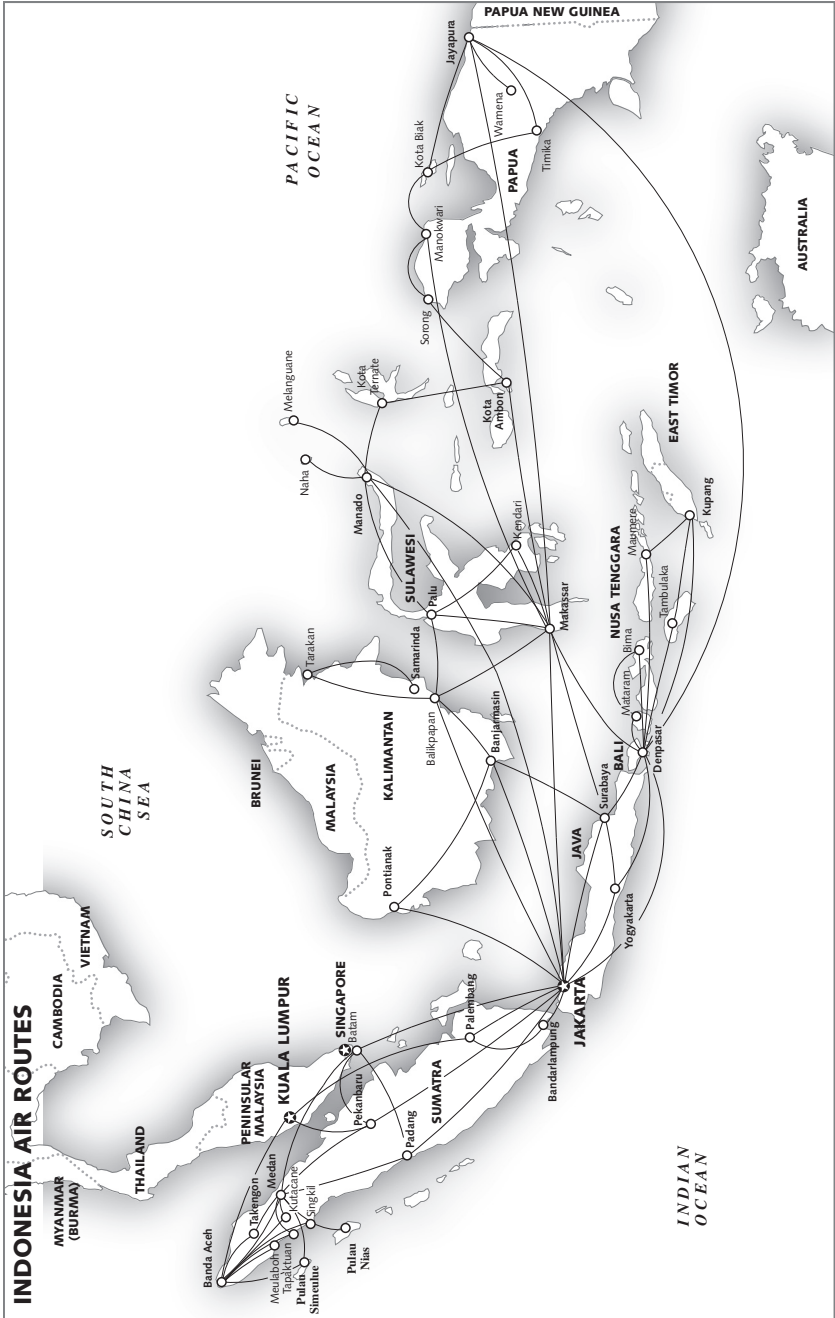 INDONESIA AIR ROUTES
MYANMAR
(BURMA)
THAILAND
CAMBODIA
VIETNAM
SOUTH
CHINA
SEA
PACIFIC
OCEAN
PENINSULAR
MALAYSIA
KUALA LUMPUR
SINGAPORE
Batam
BRUNEI
MALAYSIA
KALIMANTAN
Tarakan
Samarinda
Balikpapan
Banjarmasin
Pontianak
Banda Aceh
Takengon
Medan
Kutacane
Singkil
Meulaboh
Tapaktuan
Pulau
Simeulue
Pulau
Nias
Pekanbaru
Padang
SUMATRA
Palembang
Bandarlampung
JAKARTA
JAVA
Yogyakarta
Surabaya
BALI
Denpasar
Mataram
Bima
NUSA TENGGARA
Tambulaka
Maumere
Kupang
EAST TIMOR
Naha
Melanguane
Manado
SULAWESI
Palu
Kendari
Makassar
Kota
Ternate
Kota
Ambon
Sorong
Manokwari
Kota Biak
PAPUA
Timika
Wamena
Jayapura
PAPUA NEW GUINEA
AUSTRALIA
INDIAN
OCEAN